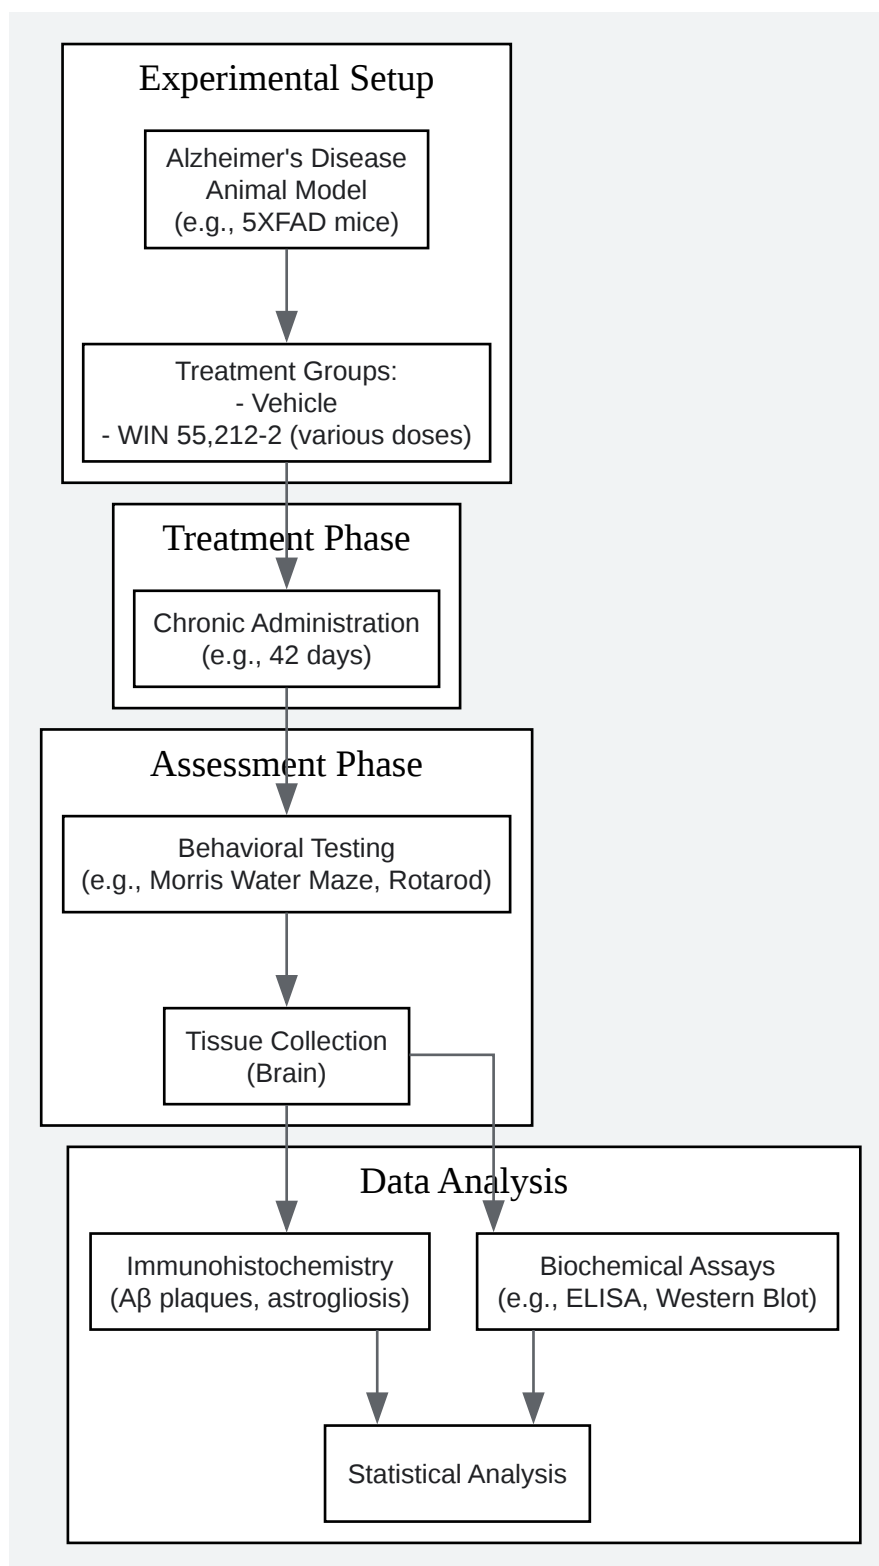 Experimental Setup
Alzheimer's Disease
Animal Model
(e.g., 5XFAD mice)
Treatment Groups:
- Vehicle
- WIN 55,212-2 (various doses)
Treatment Phase
Chronic Administration
(e.g., 42 days)
Assessment Phase
Behavioral Testing
(e.g., Morris Water Maze, Rotarod)
Tissue Collection
(Brain)
Data Analysis
Immunohistochemistry
(Aβ plaques, astrogliosis)
Biochemical Assays
(e.g., ELISA, Western Blot)
Statistical Analysis